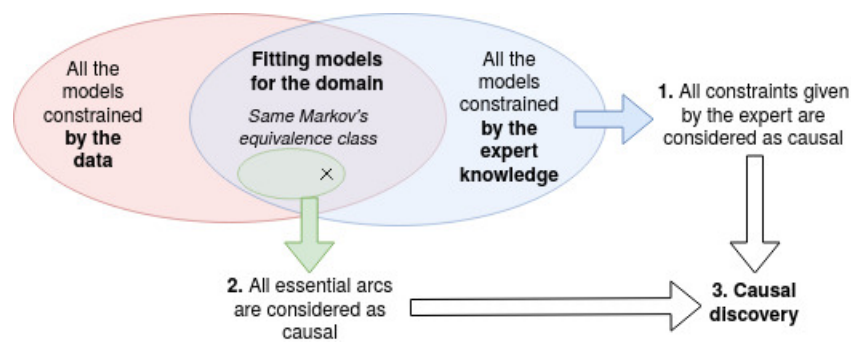 All the
models
constrained
by the
data
Fitting models
for the domain
Same Markov's
equivalence class
×
All the
models
constrained
by the
expert
knowledge
1. All constraints given
by the expert are
considered as causal
2. All essential arcs
are considered as
causal
3. Causal
discovery